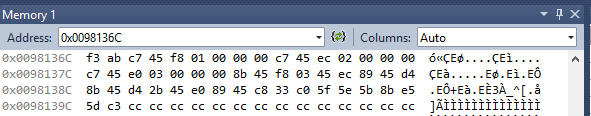 Memory 1
Address: 0x0098136C Columns: Auto
0x0098136C f3 ab c7 45 f8 01 00 00 00 c7 45 ec 02 00 00 00 ó«ÇEø....ÇEì....
0x0098137C c7 45 e0 03 00 00 00 8b 45 f8 03 45 ec 89 45 d4 ÇEà.....Eø.Eì.EÔ
0x0098138C 8b 45 d4 2b 45 e0 89 45 c8 33 c0 5f 5e 5b 8b e5 .EÔ+Eà.EÈ3À_^[.å
0x0098139C 5d c3 cc cc cc cc cc cc cc cc cc cc cc cc cc cc ]ÃÌÌÌÌÌÌÌÌÌÌÌÌÌÌ